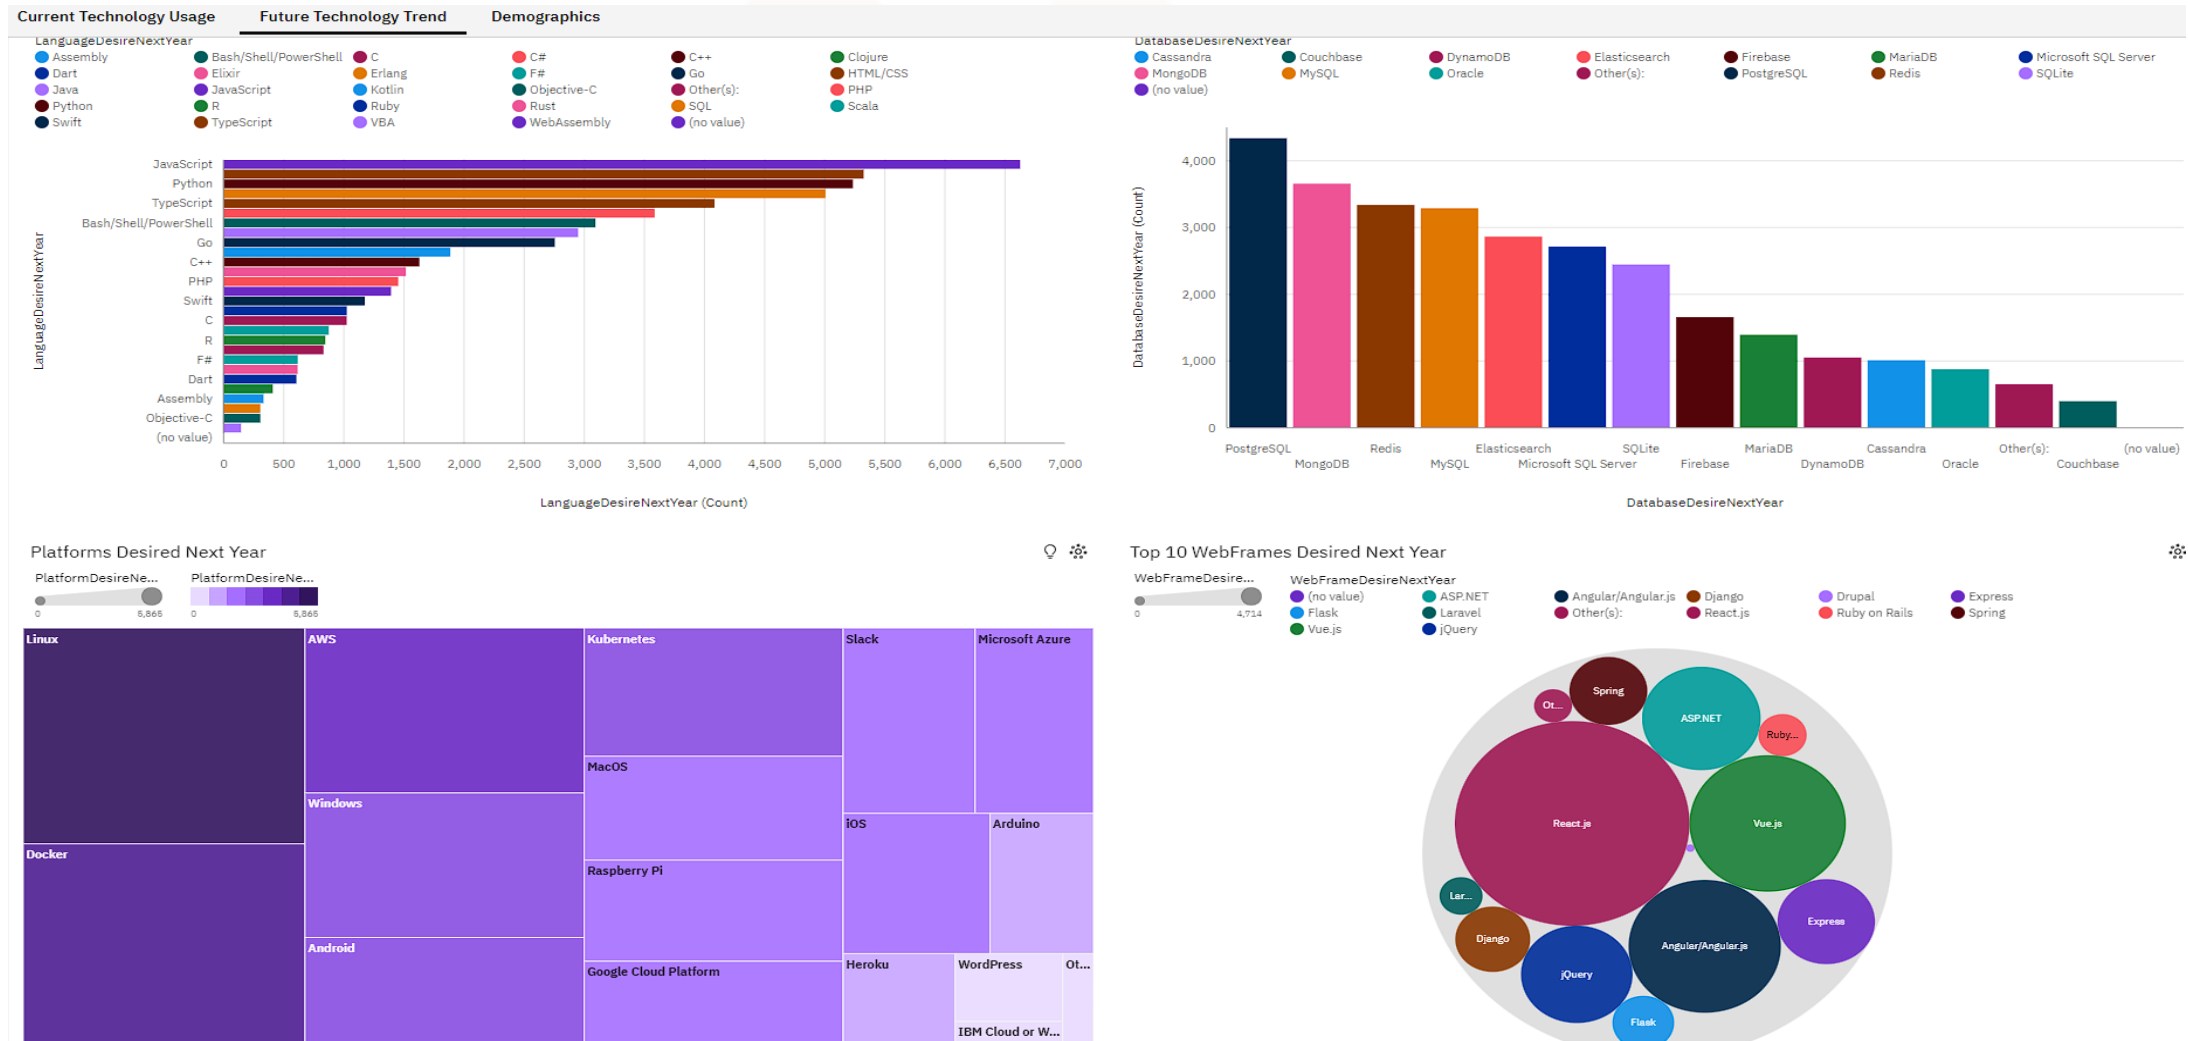 Current Technology Usage Future Technology Trend Demographics
LanguageDesireNextYear
Assembly Bash/Shell/PowerShell C C# C++ Clojure
Dart Elixir Erlang F# Go HTML/CSS
Java JavaScript Kotlin Objective-C Other(s): PHP
Python R Ruby Rust SQL Scala
Swift TypeScript VBA WebAssembly (no value)
LanguageDesireNextYear
JavaScript
Python
TypeScript
Bash/Shell/PowerShell
Go
C++
PHP
Swift
C
R
F#
Dart
Assembly
Objective-C
(no value)
0 500 1,000 1,500 2,000 2,500 3,000 3,500 4,000 4,500 5,000 5,500 6,000 6,500 7,000
LanguageDesireNextYear (Count)
DatabaseDesireNextYear
Cassandra Couchbase DynamoDB Elasticsearch Firebase MariaDB Microsoft SQL Server
MongoDB MySQL Oracle Other(s): PostgreSQL Redis SQLite
(no value)
DatabaseDesireNextYear (Count)
4,000
3,000
2,000
1,000
0
PostgreSQL Redis Elasticsearch SQLite MariaDB Cassandra Other(s): (no value)
MongoDB MySQL Microsoft SQL Server Firebase DynamoDB Oracle Couchbase
DatabaseDesireNextYear
Platforms Desired Next Year
PlatformDesireNe... PlatformDesireNe...
0 5,865 0 5,865
Linux AWS Kubernetes Slack Microsoft Azure
MacOS
Windows
iOS Arduino
Docker
Raspberry Pi
Android
Heroku WordPress Ot...
Google Cloud Platform
IBM Cloud or W...
Top 10 WebFrames Desired Next Year
WebFrameDesire... WebFrameDesireNextYear
0 4,714
(no value) ASP.NET Angular/Angular.js Django Drupal Express
Flask Laravel Other(s): React.js Ruby on Rails Spring
Vue.js jQuery
Spring
Ot...
ASP.NET
Ruby...
React.js
Vue.js
Lar...
Express
Django
Angular/Angular.js
jQuery
Flask